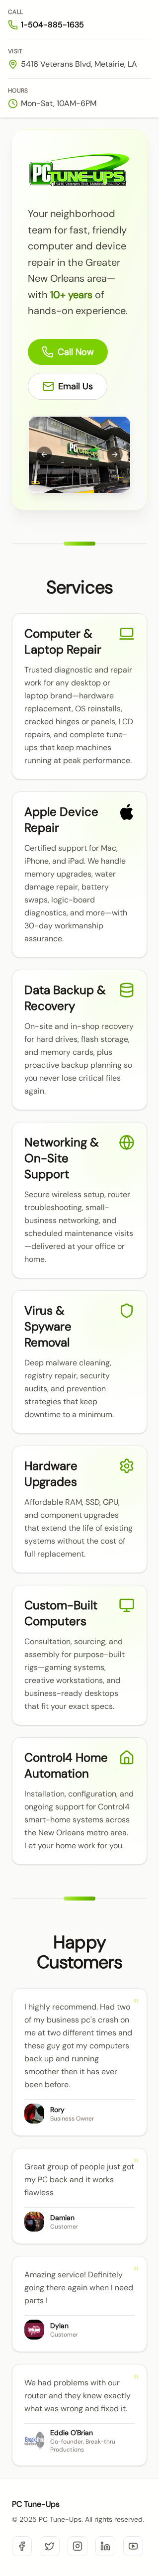 CALL
1-504-885-1635
VISIT
5416 Veterans Blvd, Metairie, LA
HOURS
Mon-Sat, 10AM-6PM
PC TUNE-UPS
Your neighborhood
team for fast, friendly
computer and device
repair in the Greater
New Orleans area—
with 10+ years of
hands-on experience.
Call Now
Email Us
Services
Computer &
Laptop Repair
Trusted diagnostic and repair
work for any desktop or
laptop brand—hardware
replacement, OS reinstalls,
cracked hinges or panels, LCD
repairs, and complete tune-
ups that keep machines
running at peak performance.
Apple Device
Repair
Certified support for Mac,
iPhone, and iPad. We handle
memory upgrades, water
damage repair, battery
swaps, logic-board
diagnostics, and more—with
30-day workmanship
assurance.
Data Backup &
Recovery
On-site and in-shop recovery
for hard drives, flash storage,
and memory cards, plus
proactive backup planning so
you never lose critical files
again.
Networking &
On-Site
Support
Secure wireless setup, router
troubleshooting, small-
business networking, and
scheduled maintenance visits
—delivered at your office or
home.
Virus &
Spyware
Removal
Deep malware cleaning,
registry repair, security
audits, and prevention
strategies that keep
downtime to a minimum.
Hardware
Upgrades
Affordable RAM, SSD, GPU,
and component upgrades
that extend the life of existing
systems without the cost of
full replacement.
Custom-Built
Computers
Consultation, sourcing, and
assembly for purpose-built
rigs—gaming systems,
creative workstations, and
business-ready desktops
that fit your exact specs.
Control4 Home
Automation
Installation, configuration, and
ongoing support for Control4
smart-home systems across
the New Orleans metro area.
Let your home work for you.
Happy
Customers
I highly recommend. Had two
of my business pc's crash on
me at two different times and
these guys got my computers
back up and running
smoother then it has ever
been before.
Rory
Business Owner
Great group of people just got
my PC back and it works
flawless
Damian
Customer
Amazing service! Definitely
going there again when I need
parts !
Dylan
Customer
We had problems with our
router and they knew exactly
what was wrong and fixed it.
Eddie O'Brian
Co-founder, Break-thru
Productions
PC Tune-Ups
© 2025 PC Tune-Ups. All rights reserved.